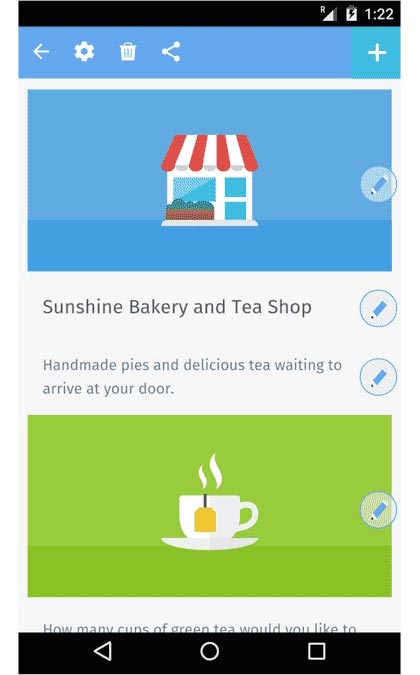 R
1:22
Sunshine Bakery and Tea Shop
Handmade pies and delicious tea waiting to
arrive at your door.
How many cups of green tea would you like to